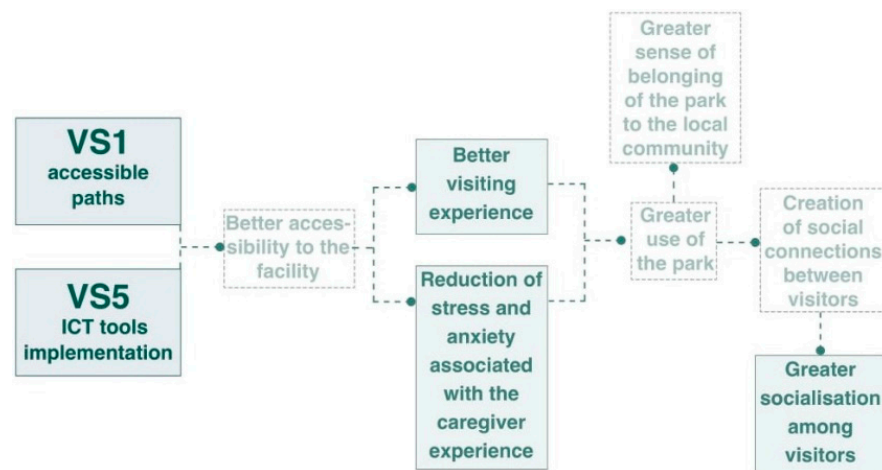 VS1
accessible
paths
VS5
ICT tools
implementation
Better acces-
sibility to the
facility
Better
visiting
experience
Reduction of
stress and
anxiety
associated
with the
caregiver
experience
Greater
sense of
belonging
of the park
to the local
community
Greater
use of
the park
Creation
of social
connections
between
visitors
Greater
socialisation
among
visitors